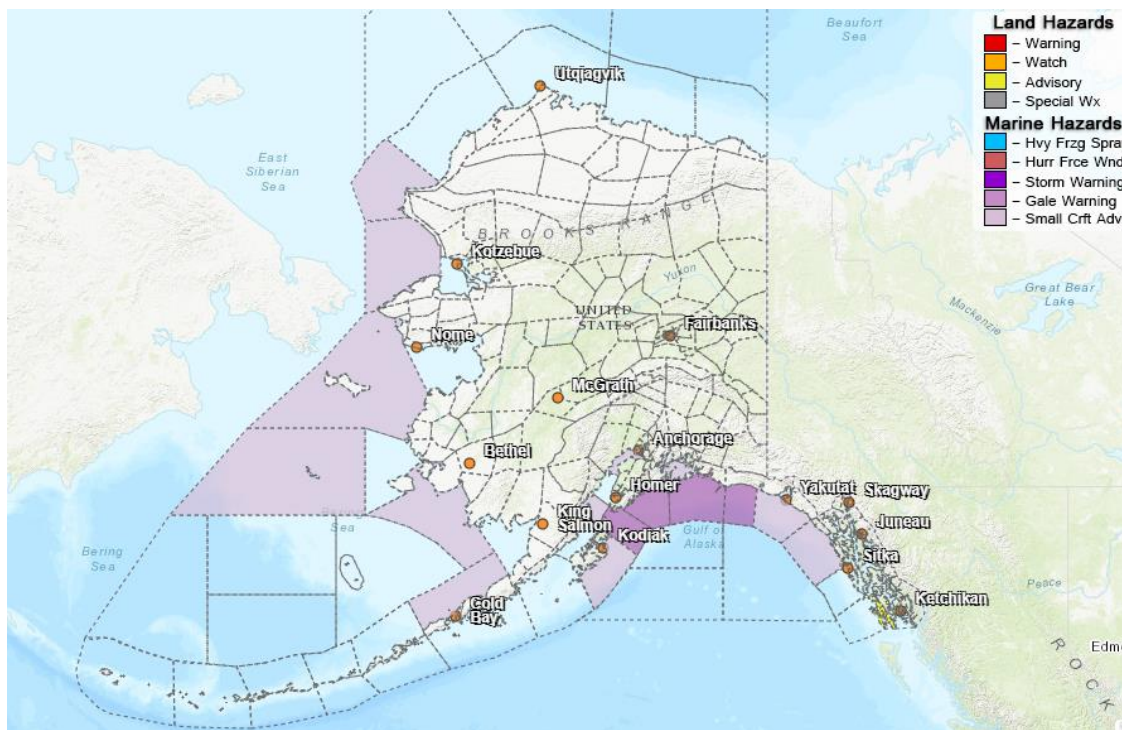 Beaufort
Sea
Land Hazards
– Warning
– Watch
– Advisory
– Special Wx
Marine Hazards
– Hvy Frzg Spra
– Hurr Frce Wnd
– Storm Warning
– Gale Warning
– Small Crft Adv
Utqiagvik
East
Siberian
Sea
BROOKS RANGE
Kotzebue
Yukon
Great Bear
Lake
Mackenzie
UNITED
STATES
Fairbanks
Nome
McGrath
Anchorage
Bethel
Homer
Yakutat
Skagway
King
Salmon
Sea
Kodiak
Gulf of
Alaska
Juneau
Bering
Sea
Sitka
Peace
Cold
Bay
Ketchikan
Edm
ROCK